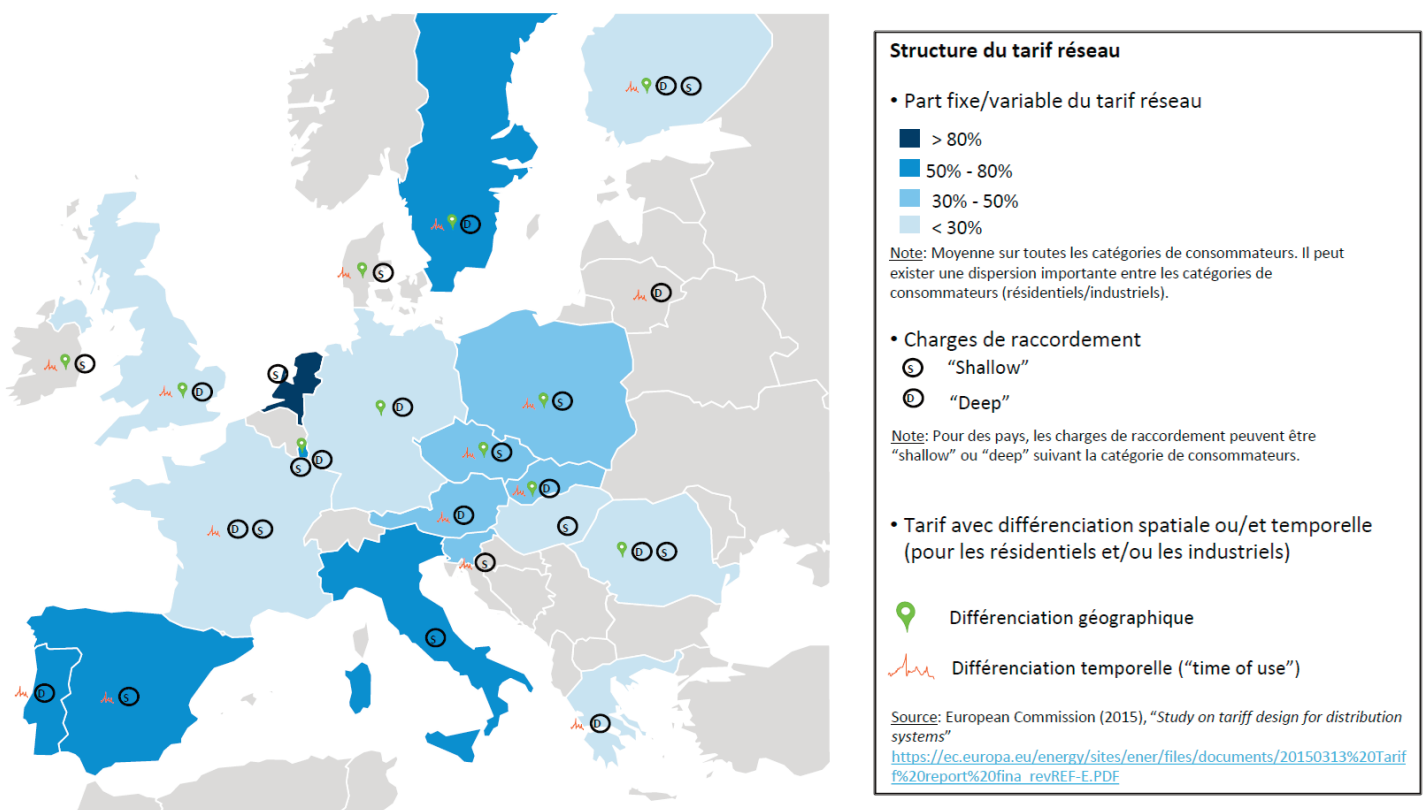 Structure du tarif réseau
• Part fixe/variable du tarif réseau
> 80%
50% - 80%
30% - 50%
< 30%
Note: Moyenne sur toutes les catégories de consommateurs. Il peut
exister une dispersion importante entre les catégories de
consommateurs (résidentiels/industriels).
• Charges de raccordement
S “Shallow”
D “Deep”
Note: Pour des pays, les charges de raccordement peuvent être
“shallow” ou “deep” suivant la catégorie de consommateurs.
• Tarif avec différenciation spatiale ou/et temporelle
(pour les résidentiels et/ou les industriels)
Différenciation géographique
Différenciation temporelle (“time of use”)
Source: European Commission (2015), “Study on tariff design for distribution
systems”
https://ec.europa.eu/energy/sites/ener/files/documents/20150313%20Tarif
f%20report%20fina_revREF-E.PDF
D S
D
S
D
S
S
D
D
S
S
D
S
D
D
D S
S
D S
S
S
D
S
D